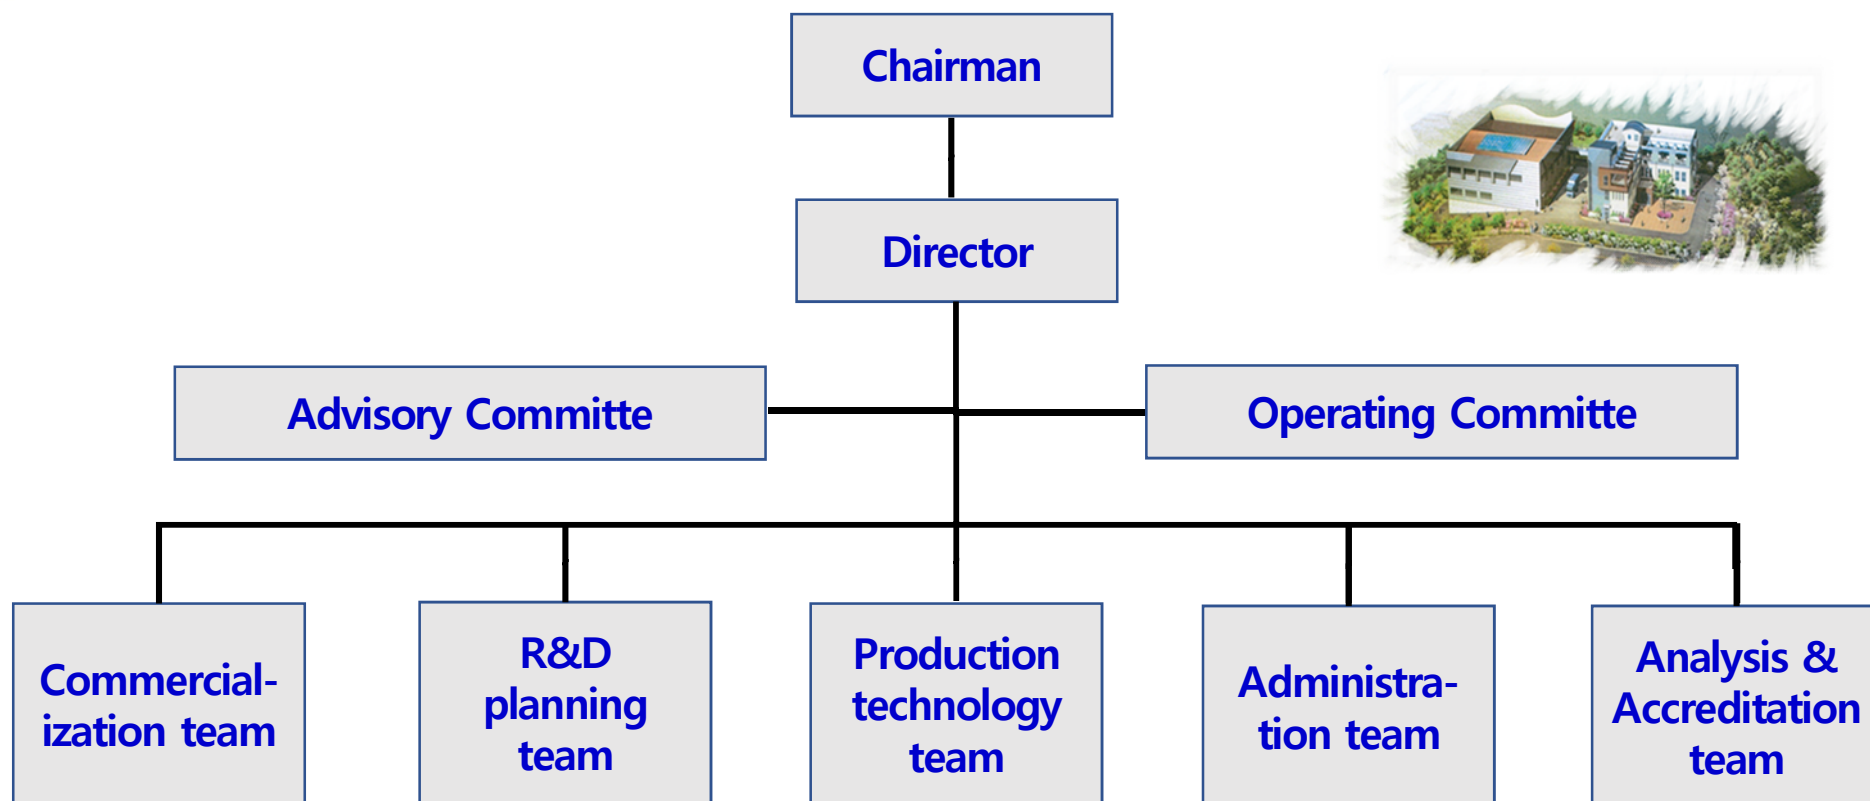 Chairman
Director
Advisory Committe
Operating Committe
Commercial-
ization team
R&D
planning
team
Production
technology
team
Administra-
tion team
Analysis &
Accreditation
team